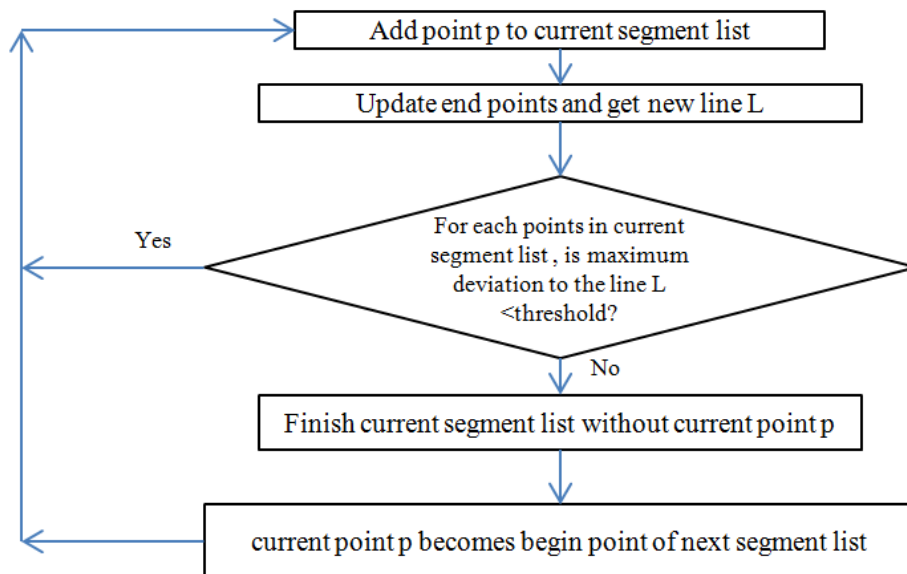 Add point p to current segment list
Update end points and get new line L
For each points in current
segment list , is maximum
deviation to the line L
<threshold?
Yes
No
Finish current segment list without current point p
current point p becomes begin point of next segment list